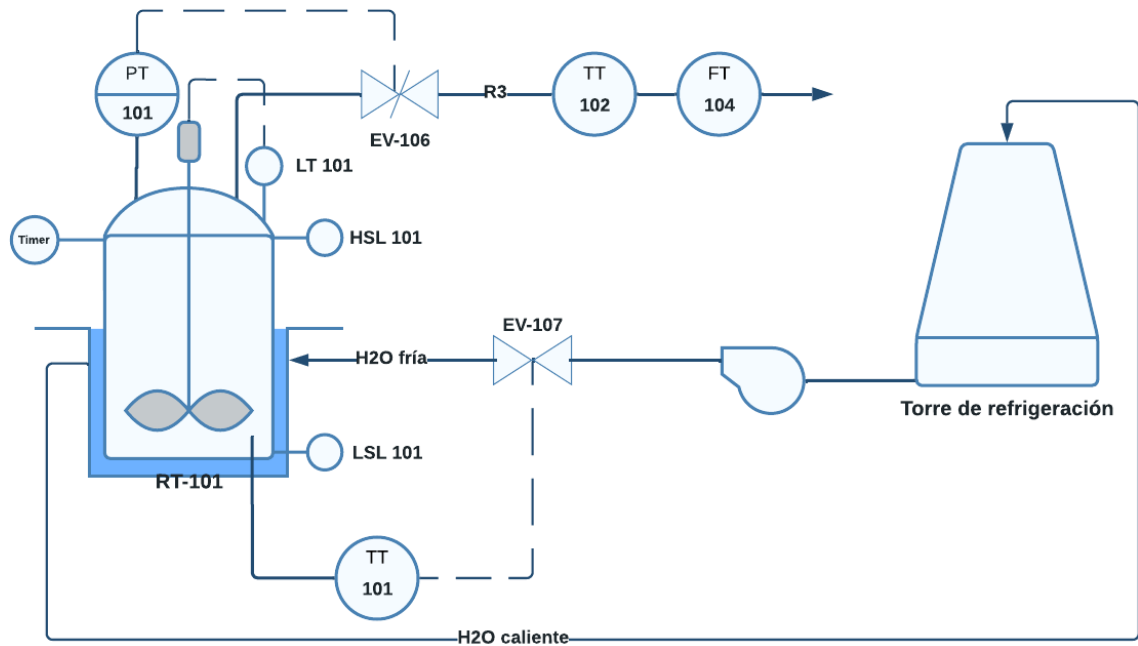 PT
101
TT
102
FT
104
R3
EV-106
LT 101
Timer
HSL 101
EV-107
H2O fría
Torre de refrigeración
LSL 101
RT-101
TT
101
H2O caliente